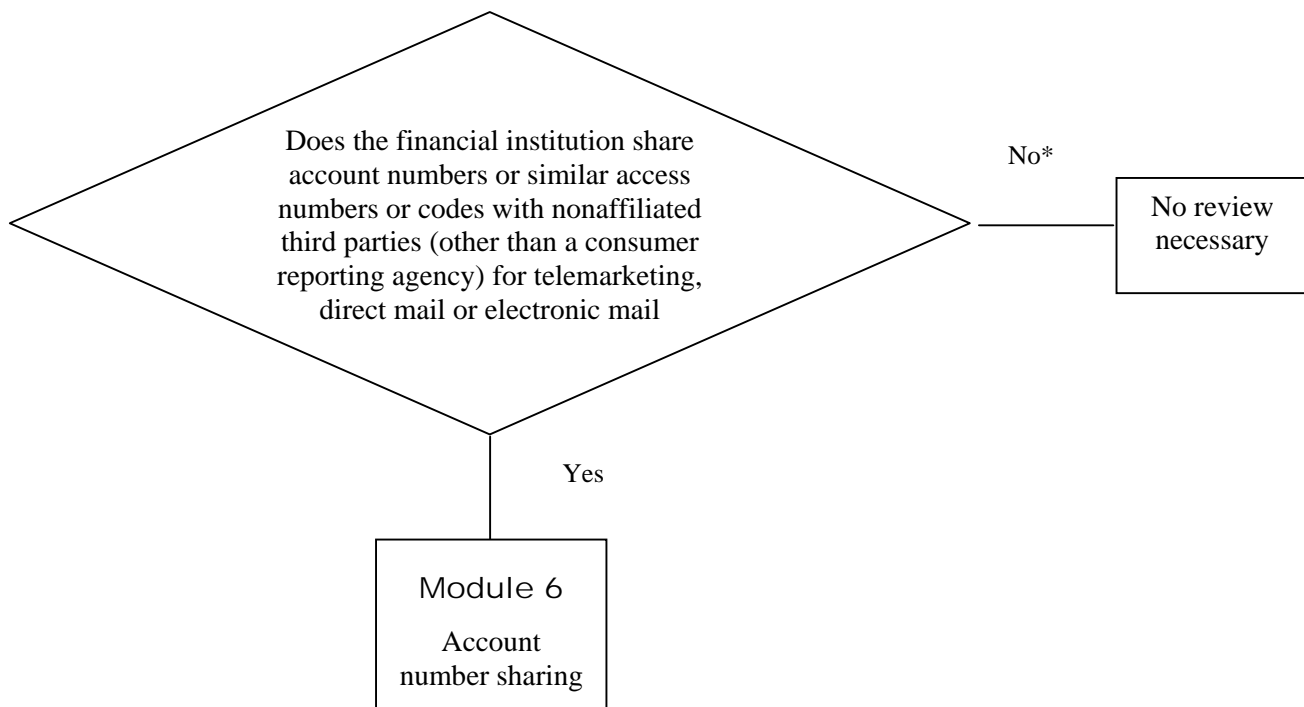 Does the financial institution share
account numbers or similar access
numbers or codes with nonaffiliated
third parties (other than a consumer
reporting agency) for telemarketing,
direct mail or electronic mail
No*
No review
necessary
Yes
Module 6
Account
number sharing